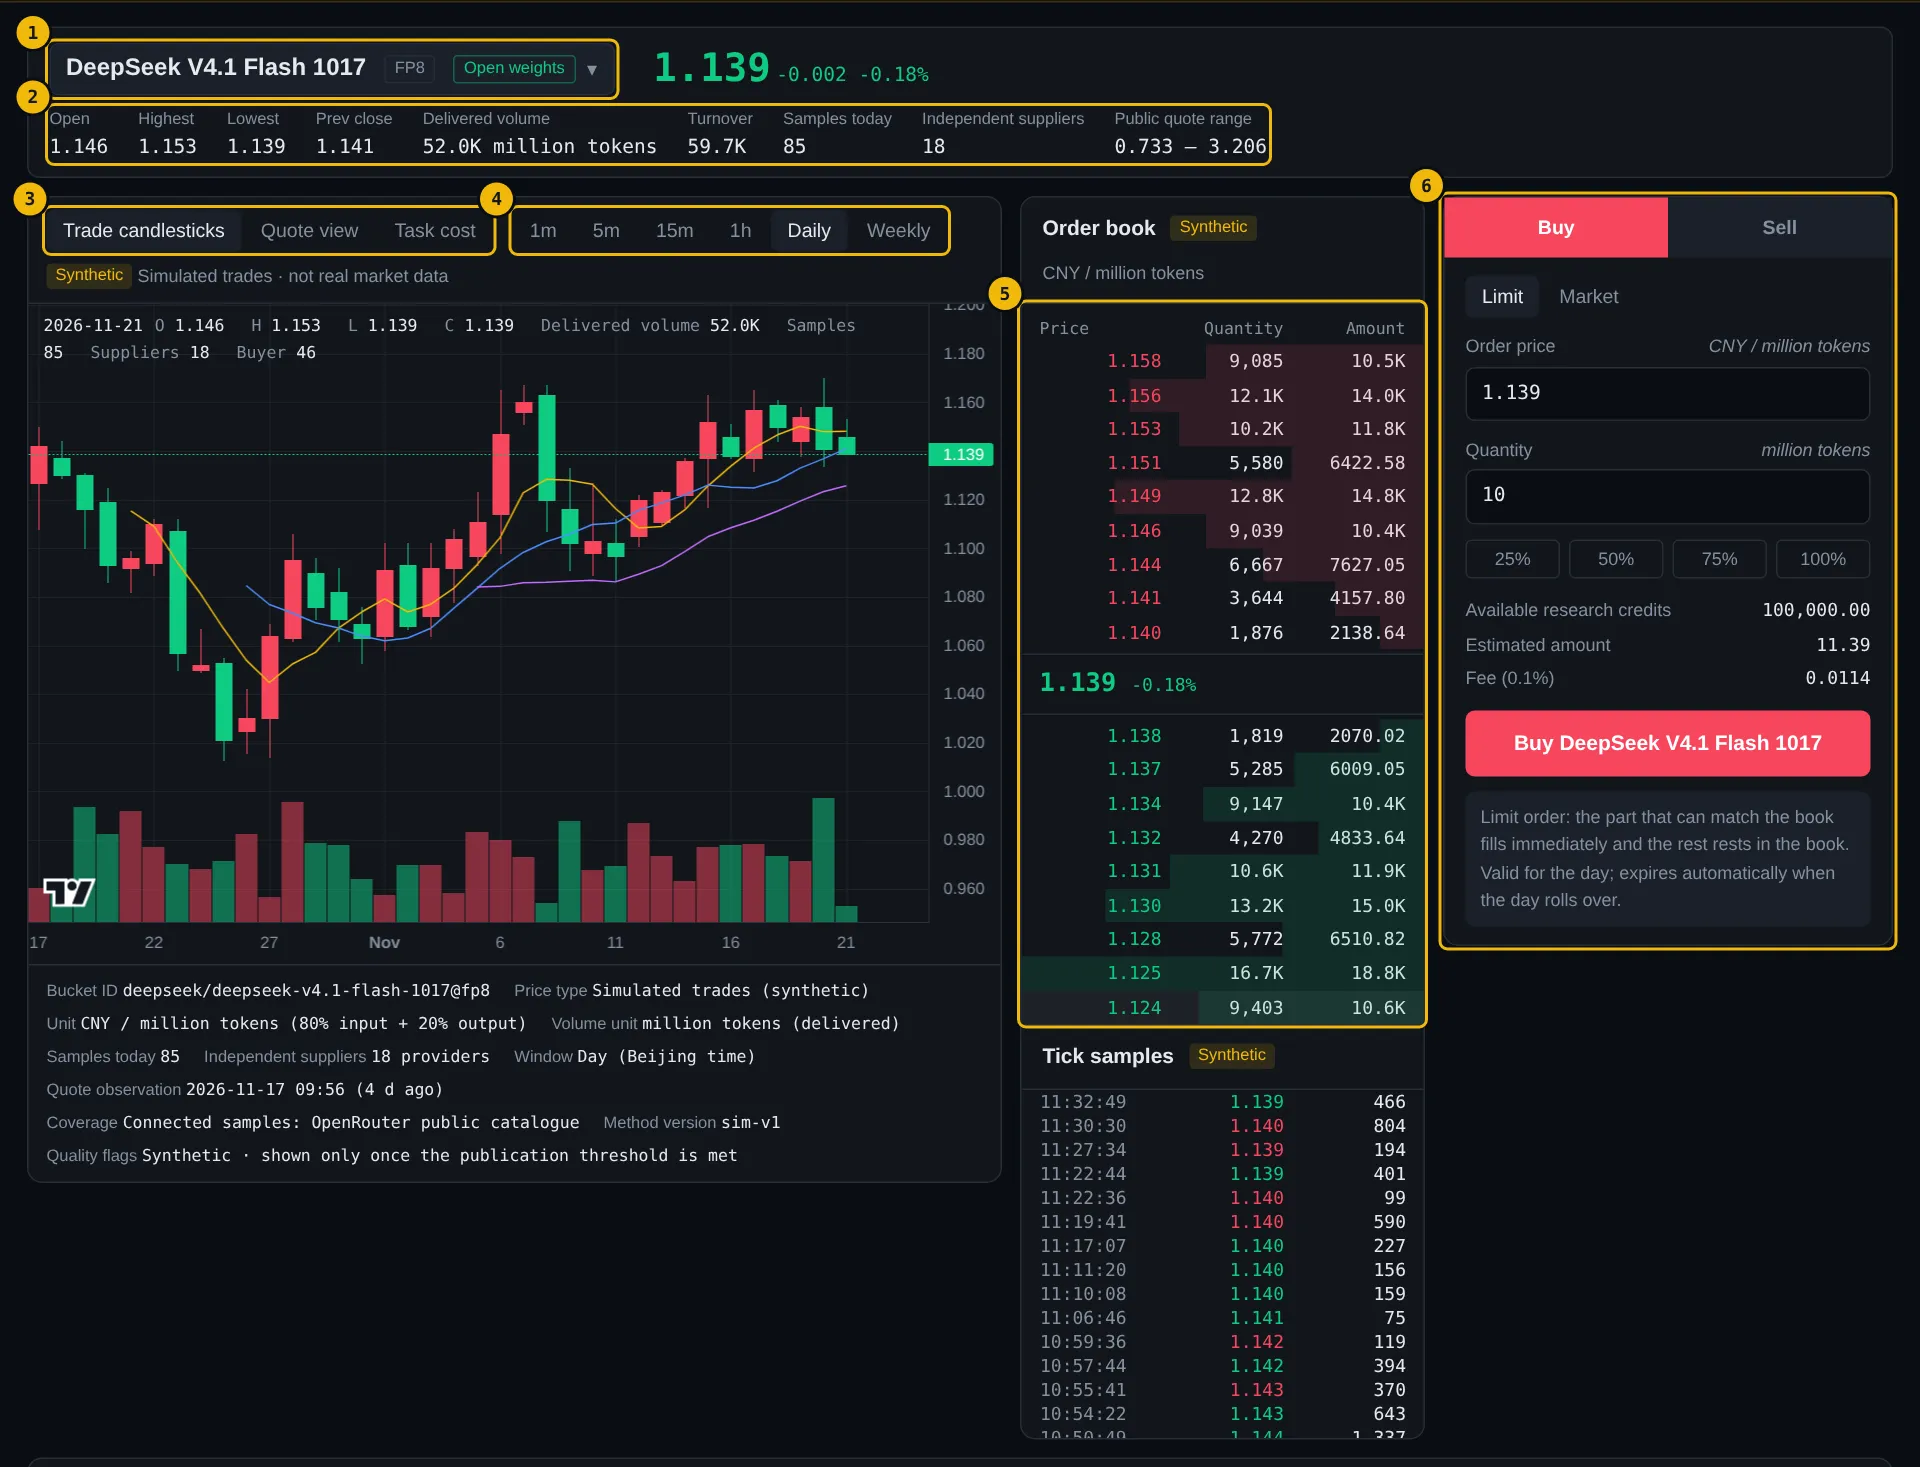 1
DeepSeek V4.1 Flash 1017 FP8 Open weights ▼ 1.139 -0.002 -0.18%
2
Open Highest Lowest Prev close Delivered volume Turnover Samples today Independent suppliers Public quote range
1.146 1.153 1.139 1.141 52.0K million tokens 59.7K 85 18 0.733 – 3.206
3 4
Trade candlesticks Quote view Task cost 1m 5m 15m 1h Daily Weekly
Synthetic Simulated trades · not real market data
2026-11-21 O 1.146 H 1.153 L 1.139 C 1.139 Delivered volume 52.0K Samples
85 Suppliers 18 Buyer 46
1.200
1.180
1.160
1.139
1.120
1.100
1.080
1.060
1.040
1.020
1.000
0.980
0.960
17 22 27 Nov 6 11 16 21
Bucket ID deepseek/deepseek-v4.1-flash-1017@fp8 Price type Simulated trades (synthetic)
Unit CNY / million tokens (80% input + 20% output) Volume unit million tokens (delivered)
Samples today 85 Independent suppliers 18 providers Window Day (Beijing time)
Quote observation 2026-11-17 09:56 (4 d ago)
Coverage Connected samples: OpenRouter public catalogue Method version sim-v1
Quality flags Synthetic · shown only once the publication threshold is met
Order book Synthetic
CNY / million tokens
5
Price Quantity Amount
1.158 9,085 10.5K
1.156 12.1K 14.0K
1.153 10.2K 11.8K
1.151 5,580 6422.58
1.149 12.8K 14.8K
1.146 9,039 10.4K
1.144 6,667 7627.05
1.141 3,644 4157.80
1.140 1,876 2138.64
1.139 -0.18%
1.138 1,819 2070.02
1.137 5,285 6009.05
1.134 9,147 10.4K
1.132 4,270 4833.64
1.131 10.6K 11.9K
1.130 13.2K 15.0K
1.128 5,772 6510.82
1.125 16.7K 18.8K
1.124 9,403 10.6K
Tick samples Synthetic
11:32:49 1.139 466
11:30:30 1.140 804
11:27:34 1.139 194
11:22:44 1.139 401
11:22:36 1.140 99
11:19:41 1.140 590
11:17:07 1.140 227
11:11:20 1.140 156
11:10:08 1.140 159
11:06:46 1.141 75
10:59:36 1.142 119
10:57:44 1.142 394
10:55:41 1.143 370
10:54:22 1.143 643
10:50:49 1.144 1,337
6
Buy Sell
Limit Market
Order price CNY / million tokens
1.139
Quantity million tokens
10
25% 50% 75% 100%
Available research credits 100,000.00
Estimated amount 11.39
Fee (0.1%) 0.0114
Buy DeepSeek V4.1 Flash 1017
Limit order: the part that can match the book
fills immediately and the rest rests in the book.
Valid for the day; expires automatically when
the day rolls over.